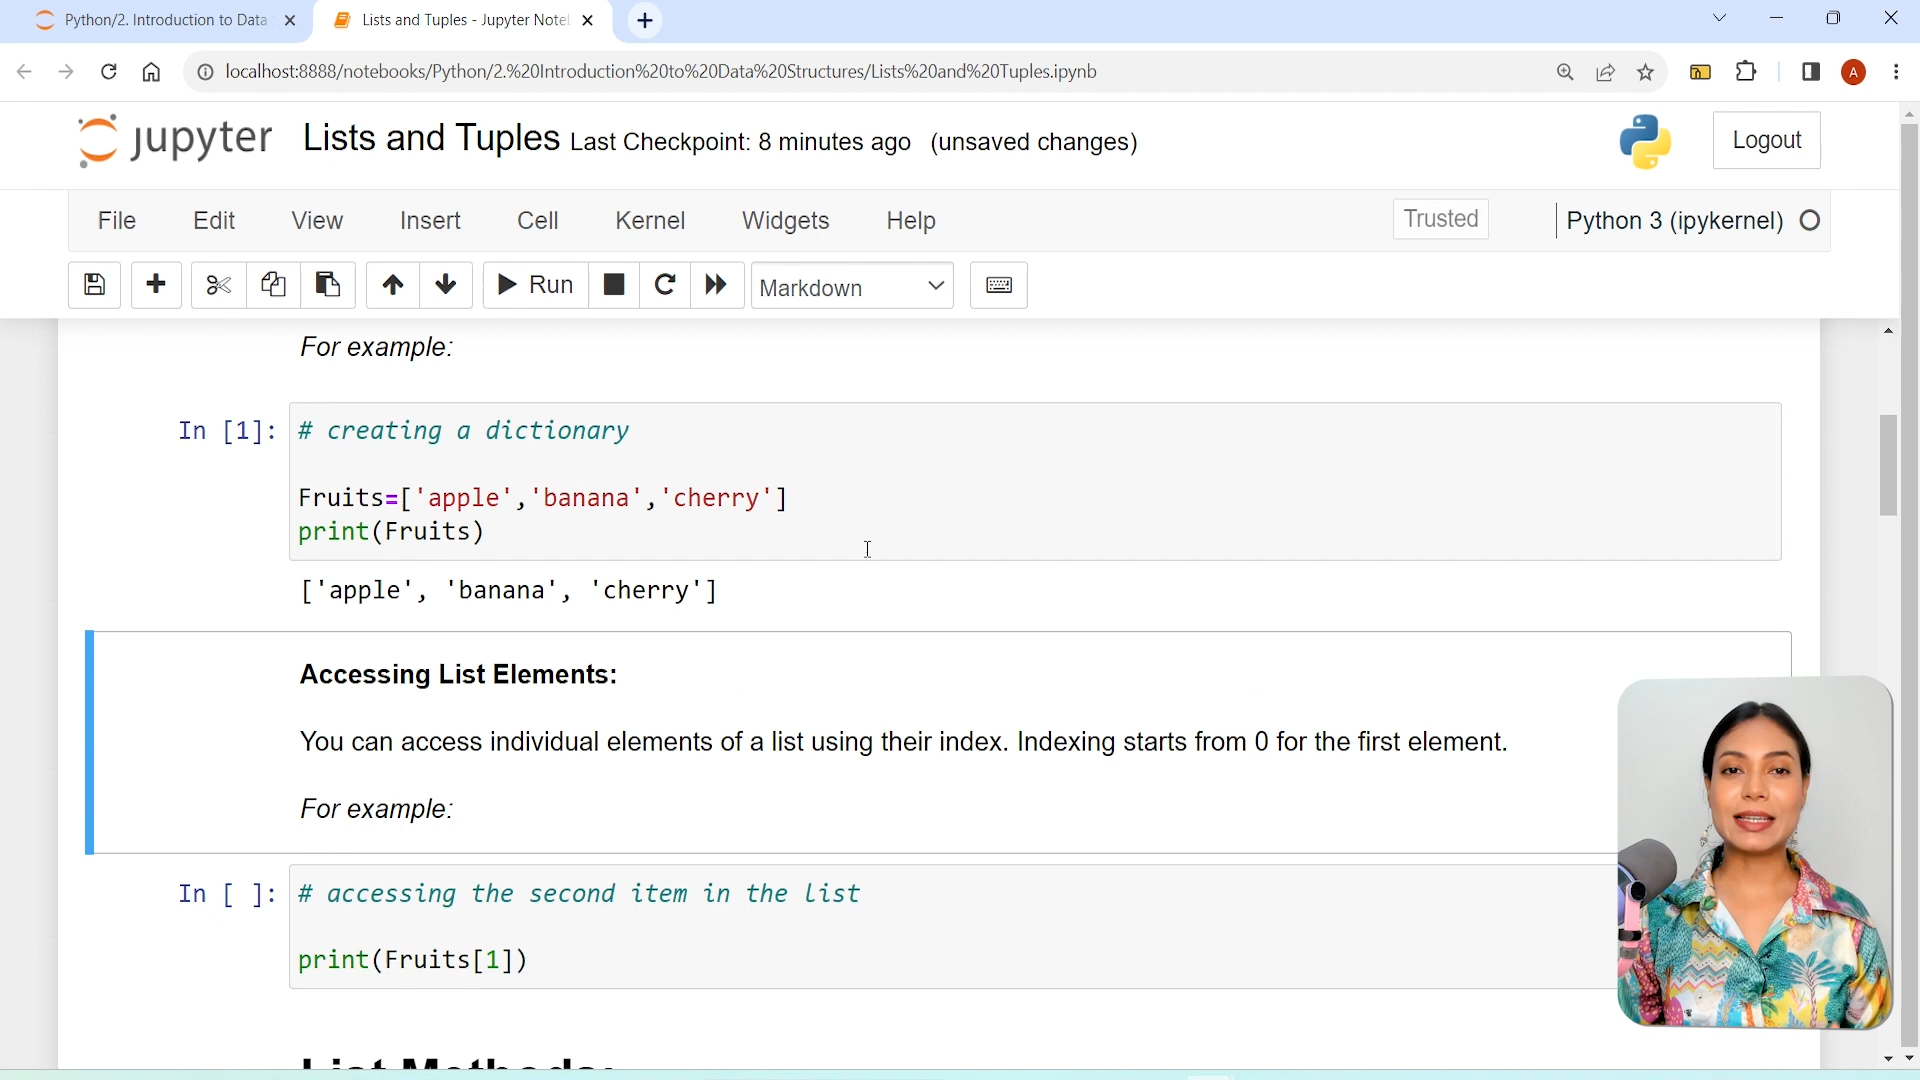 Python/2. Introduction to Data
Lists and Tuples - Jupyter Note
localhost:8888/notebooks/Python/2.%20Introduction%20to%20Data%20Structures/Lists%20and%20Tuples.ipynb
A
jupyter Lists and Tuples Last Checkpoint: 8 minutes ago (unsaved changes)
Logout
File Edit View Insert Cell Kernel Widgets Help
Trusted
Python 3 (ipykernel)
Run
Markdown
For example:
In [1]: # creating a dictionary
Fruits=['apple','banana','cherry']
print(Fruits)
['apple', 'banana', 'cherry']
Accessing List Elements:
You can access individual elements of a list using their index. Indexing starts from 0 for the first element.
For example:
In [ ]: # accessing the second item in the list
print(Fruits[1])
List Methods: